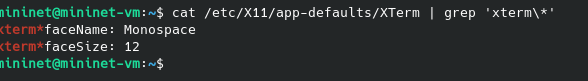 mininet@mininet-vm:~$ cat /etc/X11/app-defaults/XTerm | grep 'xterm\*'
xterm*faceName: Monospace
xterm*faceSize: 12
mininet@mininet-vm:~$